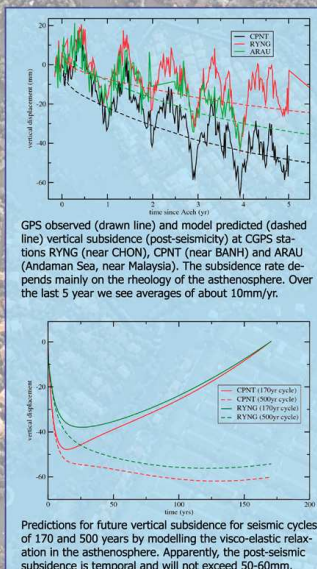 20
0
-20
-40
-60
vertical displacement (mm)
CPNT
RYNG
ARAU
0 1 2 3 4 5
time since Aceh (yr)
GPS observed (drawn line) and model predicted (dashed
line) vertical subsidence (post-seismicity) at CGPS sta-
tions RYNG (near CHON), CPNT (near BANH) and ARAU
(Andaman Sea, near Malaysia). The subsidence rate de-
pends mainly on the rheology of the asthenosphere. Over
the last 5 year we see averages of about 10mm/yr.
0
-20
-40
-60
vertical displacement
CPNT (170yr cycle)
CPNT (500yr cycle)
RYNG (170yr cycle)
RYNG (500yr cycle)
0 50 100 150 200
time (yrs)
Predictions for future vertical subsidence for seismic cycles
of 170 and 500 years by modelling the visco-elastic relax-
ation in the asthenosphere. Apparently, the post-seismic
subsidence is temporal and will not exceed 50-60mm.